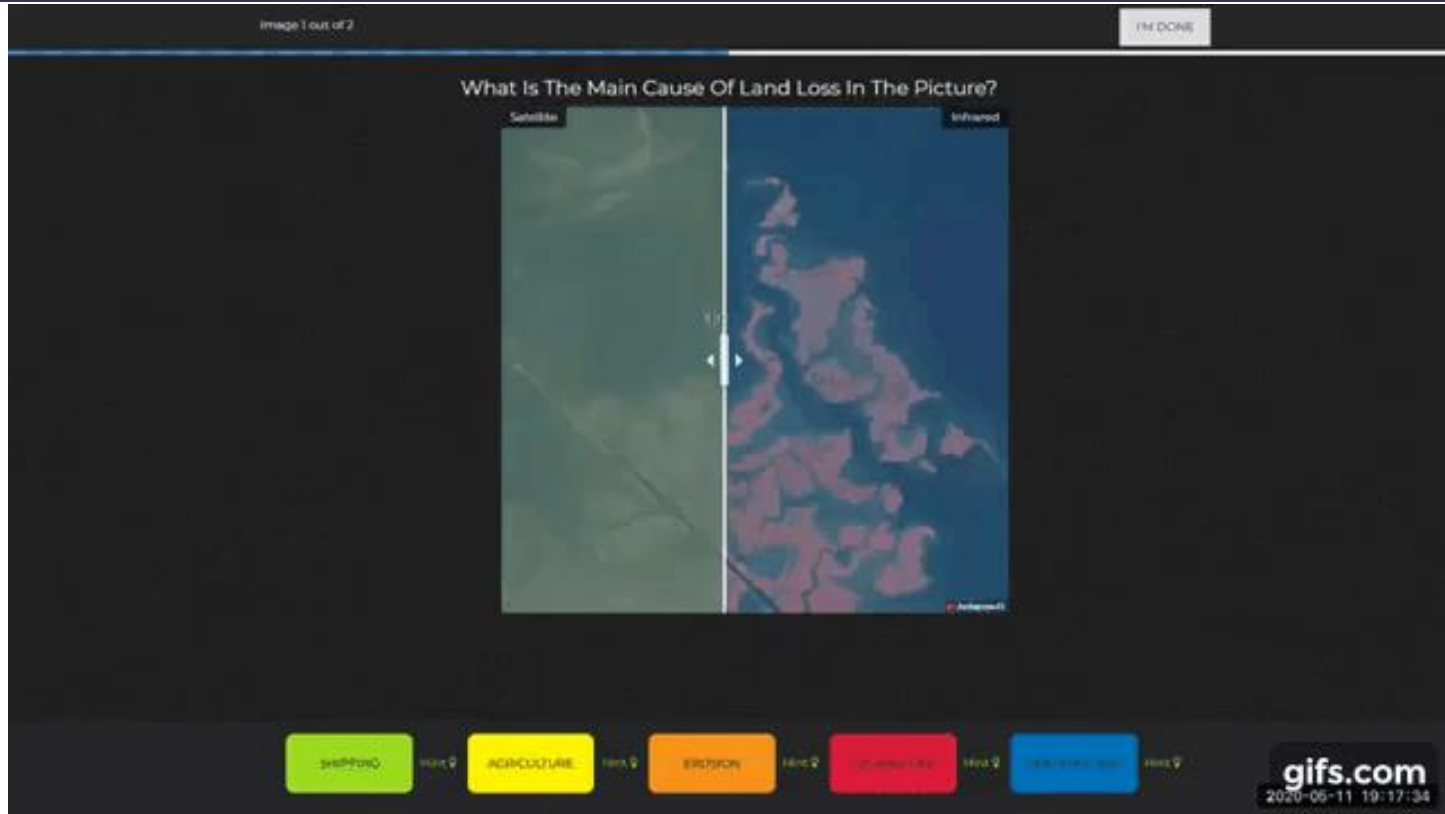 Image 1 out of 2
I'M DONE
What Is The Main Cause Of Land Loss In The Picture?
Satellite
Infrared
SHIPPING
Hint
AGRICULTURE
Hint
EROSION
Hint
Hint
Hint
gifs.com
2020-05-11 19:17:34